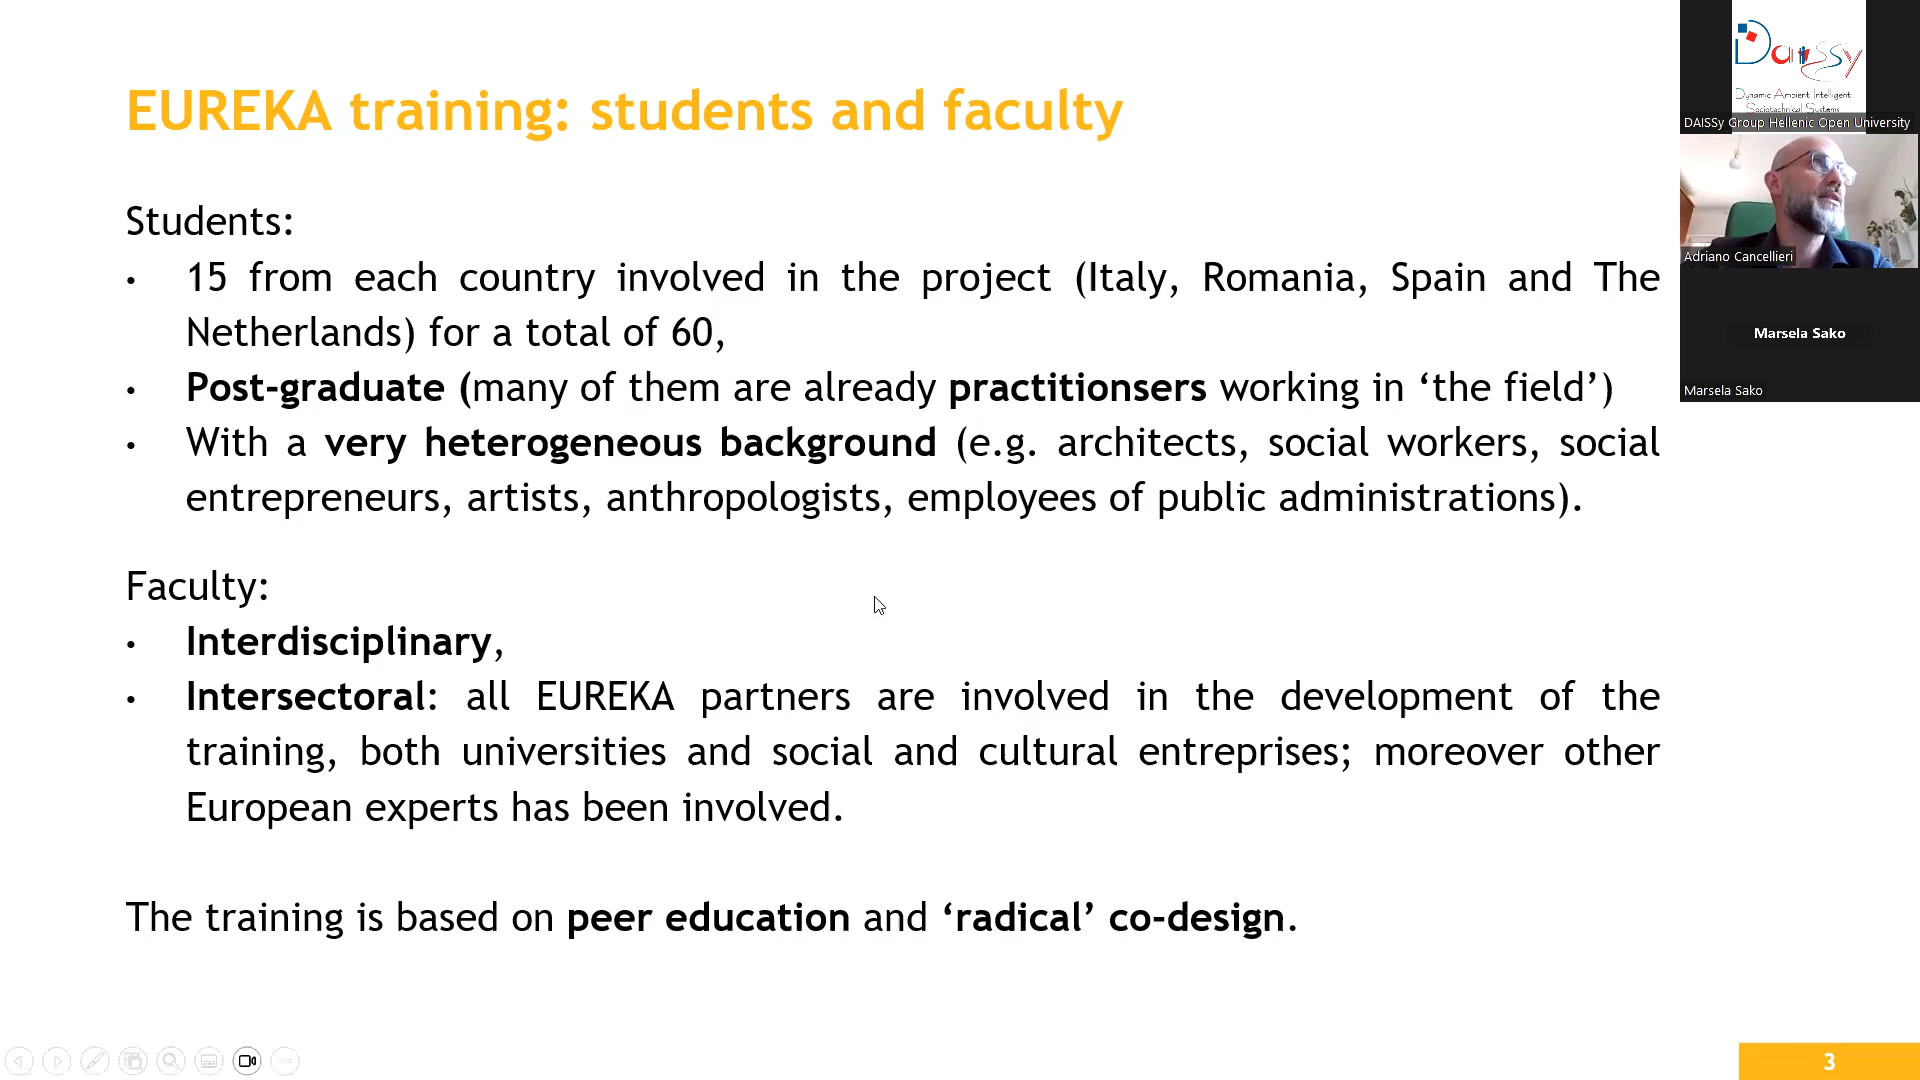 EUREKA training: students and faculty
Students:
• 15 from each country involved in the project (Italy, Romania, Spain and The
Netherlands) for a total of 60,
• Post-graduate (many of them are already practitionsers working in ‘the field’)
• With a very heterogeneous background (e.g. architects, social workers, social
entrepreneurs, artists, anthropologists, employees of public administrations).
Faculty:
• Interdisciplinary,
• Intersectoral: all EUREKA partners are involved in the development of the
training, both universities and social and cultural entreprises; moreover other
European experts has been involved.
The training is based on peer education and ‘radical’ co-design.
3
DAISSy
Dynamic Ambient Intelligent
Sociotechnical Systems
DAISSy Group Hellenic Open University
Adriano Cancellieri
Marsela Sako
Marsela Sako